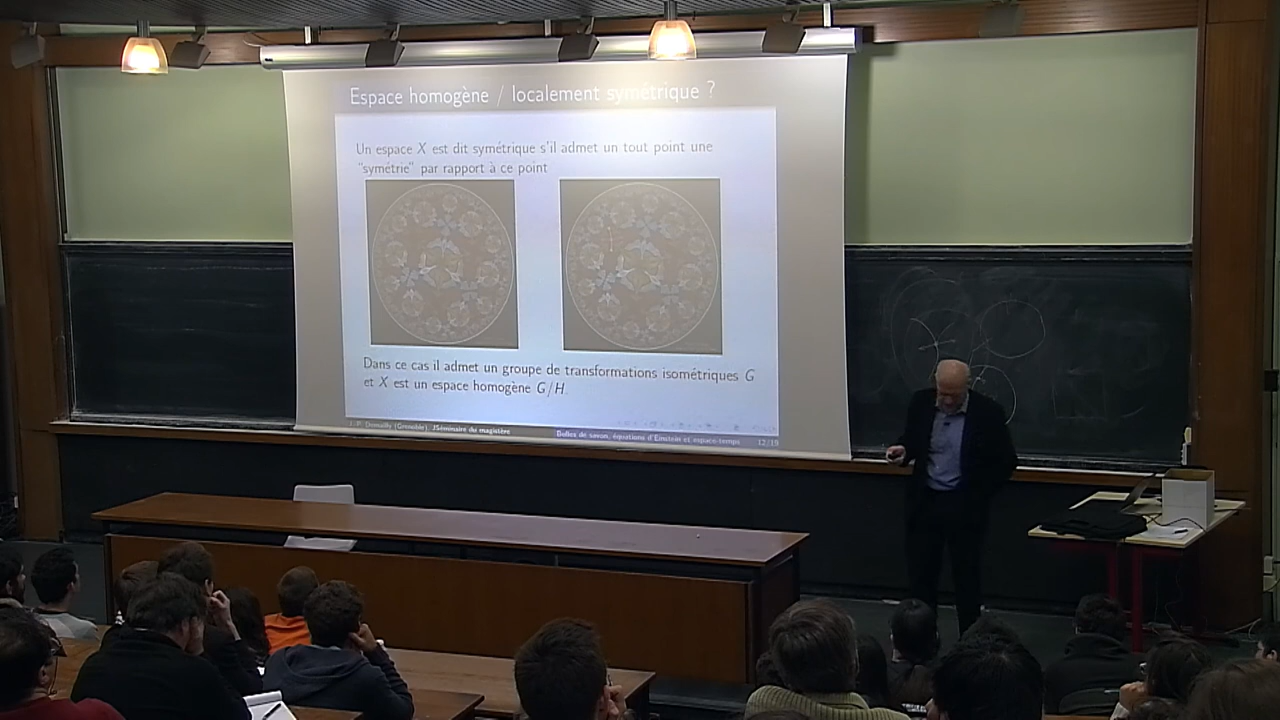 Espace homogène / localement symétrique ?
Un espace X est dit symétrique s'il admet un tout point une
"symétrie" par rapport à ce point
Dans ce cas il admet un groupe de transformations isométriques G
et X est un espace homogène G/H.
J.-P. Demailly (Grenoble), JSéminaire du magistère
Bulles de savon, équations d'Einstein et espace-temps
12/19